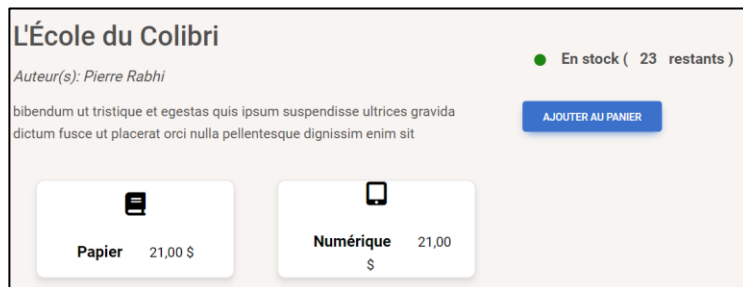 L'École du Colibri
En stock ( 23 restants )
Auteur(s): Pierre Rabhi
bibendum ut tristique et egestas quis ipsum suspendisse ultrices gravida
dictum fusce ut placerat orci nulla pellentesque dignissim enim sit
AJOUTER AU PANIER
Papier 21,00 $
Numérique 21,00
$